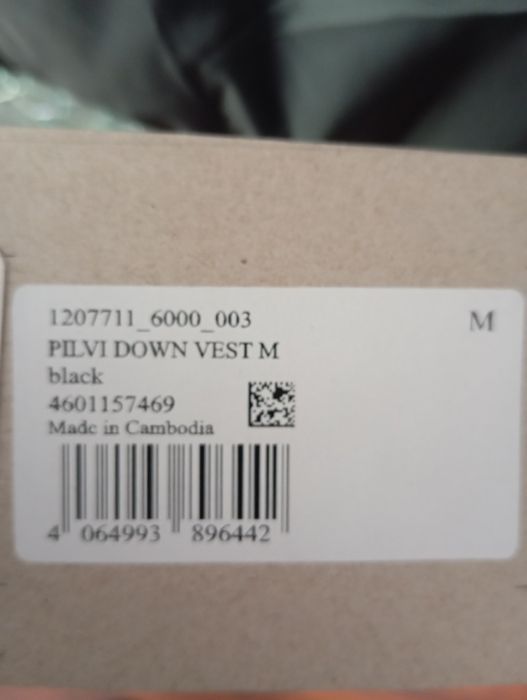 1207711_6000_003
M
PILVI DOWN VEST M
black
4601157469
Made in Cambodia
4 064993 896442